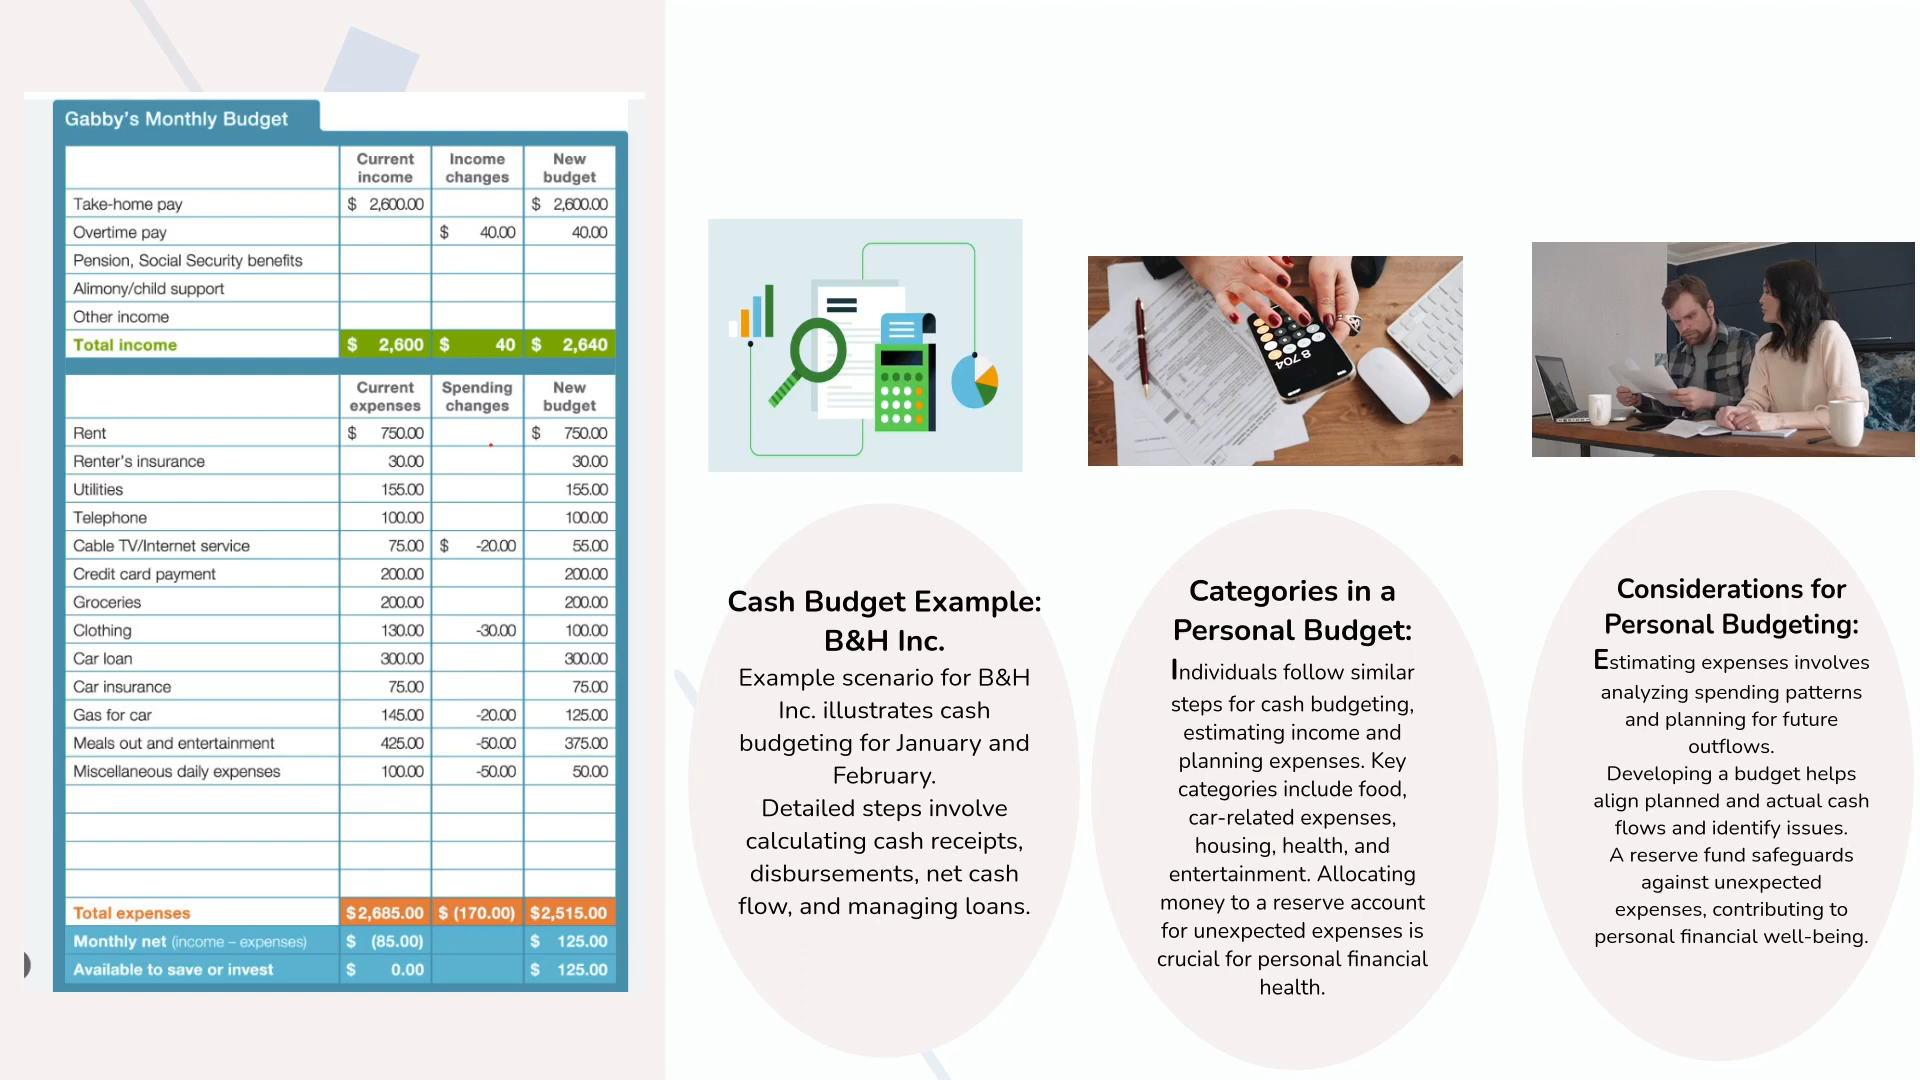 Gabby's Monthly Budget
Current income Income changes New budget
Take-home pay $ 2,600.00 $ 2,600.00
Overtime pay $ 40.00 40.00
Pension, Social Security benefits
Alimony/child support
Other income
Total income $ 2,600 $ 40 $ 2,640
Current expenses Spending changes New budget
Rent $ 750.00 $ 750.00
Renter's insurance 30.00 30.00
Utilities 155.00 155.00
Telephone 100.00 100.00
Cable TV/Internet service 75.00 $ -20.00 55.00
Credit card payment 200.00 200.00
Groceries 200.00 200.00
Clothing 130.00 -30.00 100.00
Car loan 300.00 300.00
Car insurance 75.00 75.00
Gas for car 145.00 -20.00 125.00
Meals out and entertainment 425.00 -50.00 375.00
Miscellaneous daily expenses 100.00 -50.00 50.00
Total expenses $2,685.00 $ (170.00) $2,515.00
Monthly net (income – expenses) $ (85.00) $ 125.00
Available to save or invest $ 0.00 $ 125.00
8 704
Cash Budget Example:
B&H Inc.
Example scenario for B&H
Inc. illustrates cash
budgeting for January and
February.
Detailed steps involve
calculating cash receipts,
disbursements, net cash
flow, and managing loans.
Categories in a
Personal Budget:
Individuals follow similar
steps for cash budgeting,
estimating income and
planning expenses. Key
categories include food,
car-related expenses,
housing, health, and
entertainment. Allocating
money to a reserve account
for unexpected expenses is
crucial for personal financial
health.
Considerations for
Personal Budgeting:
Estimating expenses involves
analyzing spending patterns
and planning for future
outflows.
Developing a budget helps
align planned and actual cash
flows and identify issues.
A reserve fund safeguards
against unexpected
expenses, contributing to
personal financial well-being.